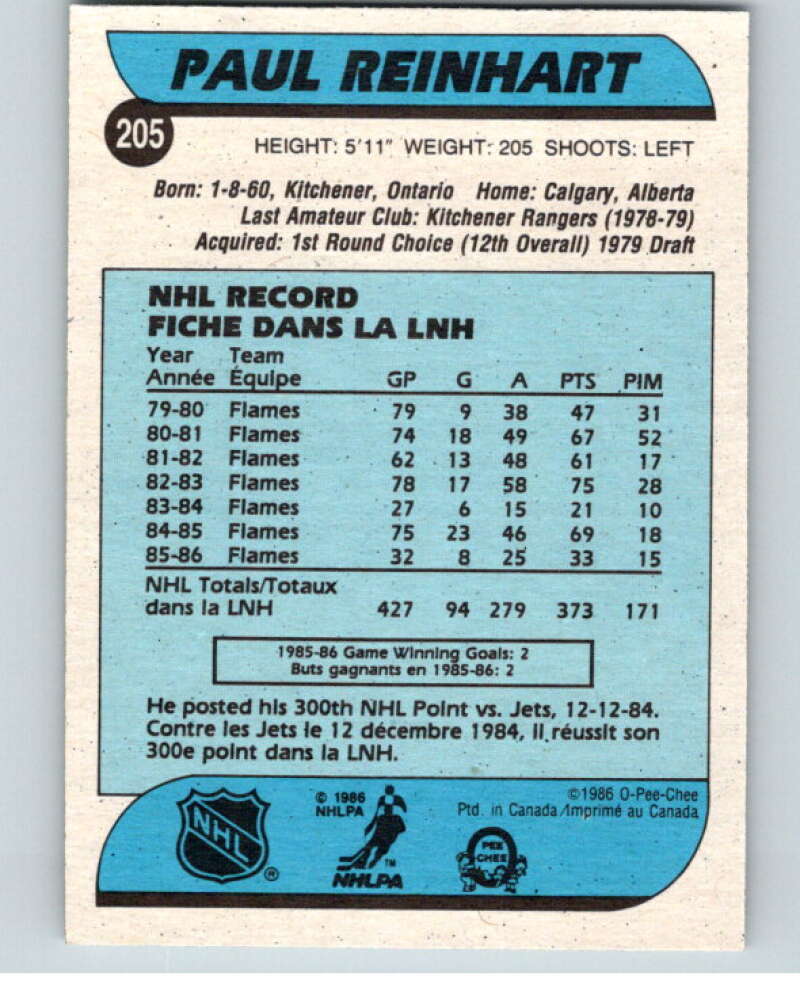 PAUL REINHART
205
HEIGHT: 5'11" WEIGHT: 205 SHOOTS: LEFT
Born: 1-8-60, Kitchener, Ontario Home: Calgary, Alberta
Last Amateur Club: Kitchener Rangers (1978-79)
Acquired: 1st Round Choice (12th Overall) 1979 Draft
NHL RECORD
FICHE DANS LA LNH
Year Team
Année Équipe GP G A PTS PIM
79-80 Flames 79 9 38 47 31
80-81 Flames 74 18 49 67 52
81-82 Flames 62 13 48 61 17
82-83 Flames 78 17 58 75 28
83-84 Flames 27 6 15 21 10
84-85 Flames 75 23 46 69 18
85-86 Flames 32 8 25 33 15
NHL Totals/Totaux
dans la LNH 427 94 279 373 171
1985-86 Game Winning Goals: 2
Buts gagnants en 1985-86: 2
He posted his 300th NHL Point vs. Jets, 12-12-84.
Contre les Jets le 12 décembre 1984, il réussit son
300e point dans la LNH.
NHL ®
© 1986
NHLPA
TM
NHLPA
©1986 O-Pee-Chee
Ptd. in Canada/Imprimé au Canada
PEE
CHEE